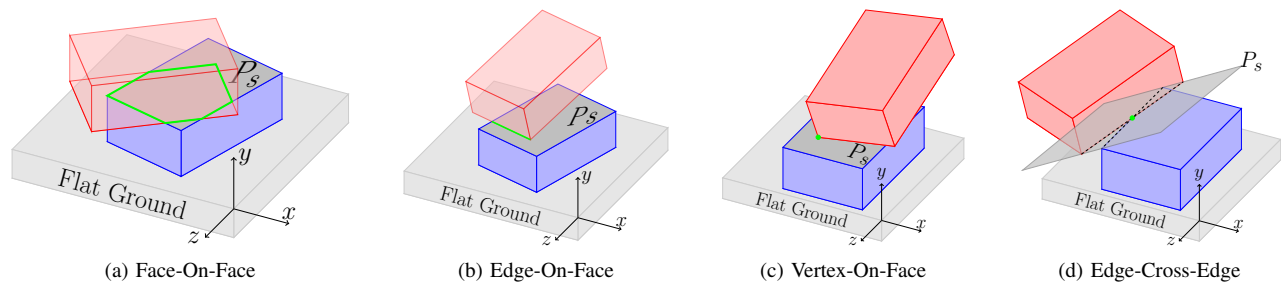 P_s
Flat Ground
y
x
z
(a) Face-On-Face
P_s
Flat Ground
y
x
z
(b) Edge-On-Face
P_s
Flat Ground
y
x
z
(c) Vertex-On-Face
P_s
Flat Ground
y
x
z
(d) Edge-Cross-Edge